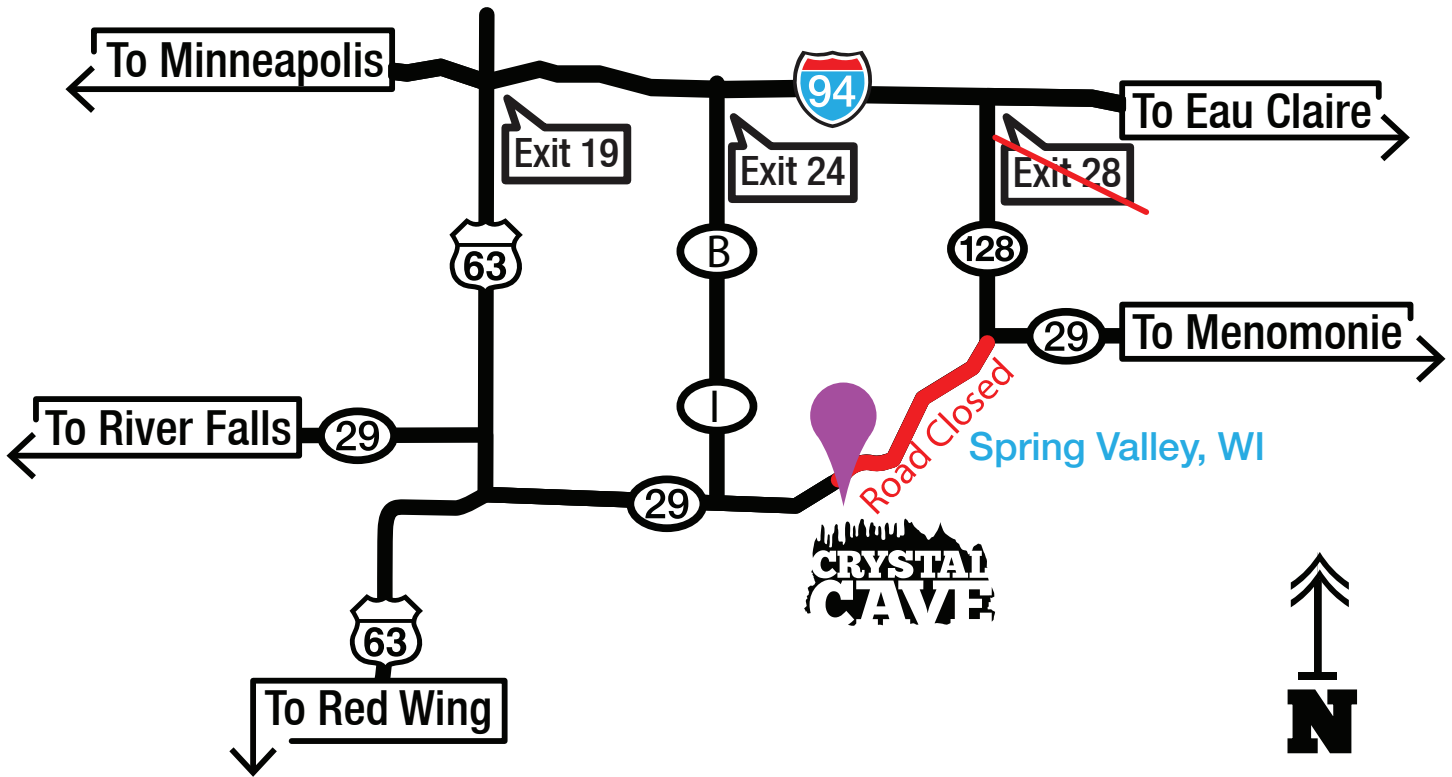 To Minneapolis
94
To Eau Claire
Exit 19
Exit 24
Exit 28
63
B
128
29
To Menomonie
I
To River Falls
29
Road Closed
Spring Valley, WI
29
CRYSTAL
CAVE
63
To Red Wing
N